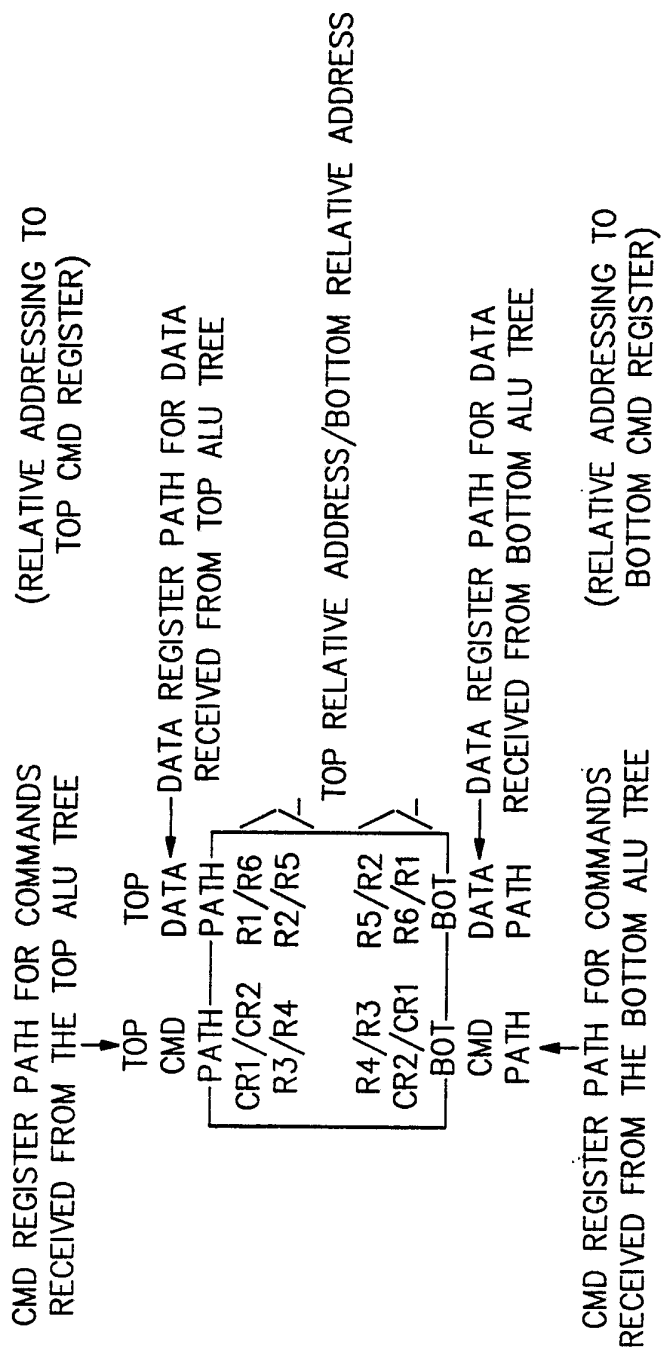 CMD REGISTER PATH FOR COMMANDS
RECEIVED FROM THE TOP ALU TREE
(RELATIVE ADDRESSING TO
TOP CMD REGISTER)
TOP
CMD
PATH
TOP
DATA
PATH
DATA REGISTER PATH FOR DATA
RECEIVED FROM TOP ALU TREE
CR1/CR2
R3/R4
R1/R6
R2/R5
TOP RELATIVE ADDRESS/BOTTOM RELATIVE ADDRESS
R4/R3
CR2/CR1
R5/R2
R6/R1
BOT
CMD
PATH
BOT
DATA
PATH
DATA REGISTER PATH FOR DATA
RECEIVED FROM BOTTOM ALU TREE
CMD REGISTER PATH FOR COMMANDS
RECEIVED FROM THE BOTTOM ALU TREE
(RELATIVE ADDRESSING TO
BOTTOM CMD REGISTER)